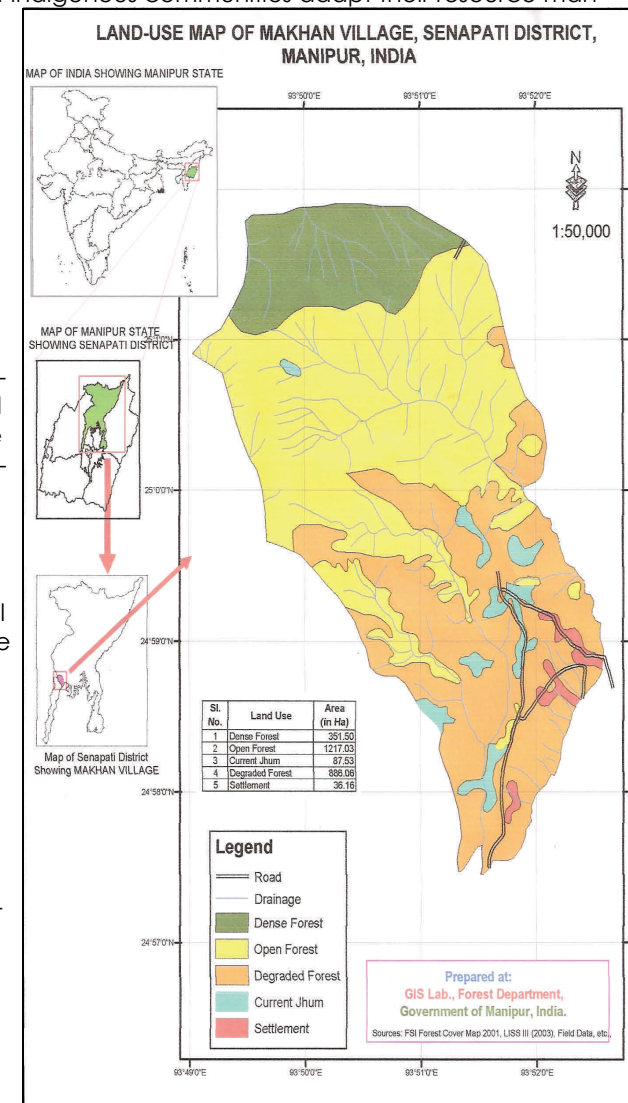 LAND-USE MAP OF MAKHAN VILLAGE, SENAPATI DISTRICT,
MANIPUR, INDIA
MAP OF INDIA SHOWING MANIPUR STATE
93°50'0"E 93°51'0"E 93°52'0"E
N
1:50,000
MAP OF MANIPUR STATE
SHOWING SENAPATI DISTRICT
25°0'0"N
24°59'0"N
Map of Senapati District
Showing MAKHAN VILLAGE
Sl. No. Land Use Area (in Ha)
1 Dense Forest 351.50
2 Open Forest 1217.03
3 Current Jhum 87.53
4 Degraded Forest 886.06
5 Settlement 36.16
24°58'0"N
Legend
Road
Drainage
Dense Forest
Open Forest
Degraded Forest
Current Jhum
Settlement
24°57'0"N
Prepared at:
GIS Lab., Forest Department,
Government of Manipur, India.
Sources: FSI Forest Cover Map 2001, LISS III (2003), Field Data, etc.,
93°49'0"E 93°50'0"E 93°51'0"E 93°52'0"E